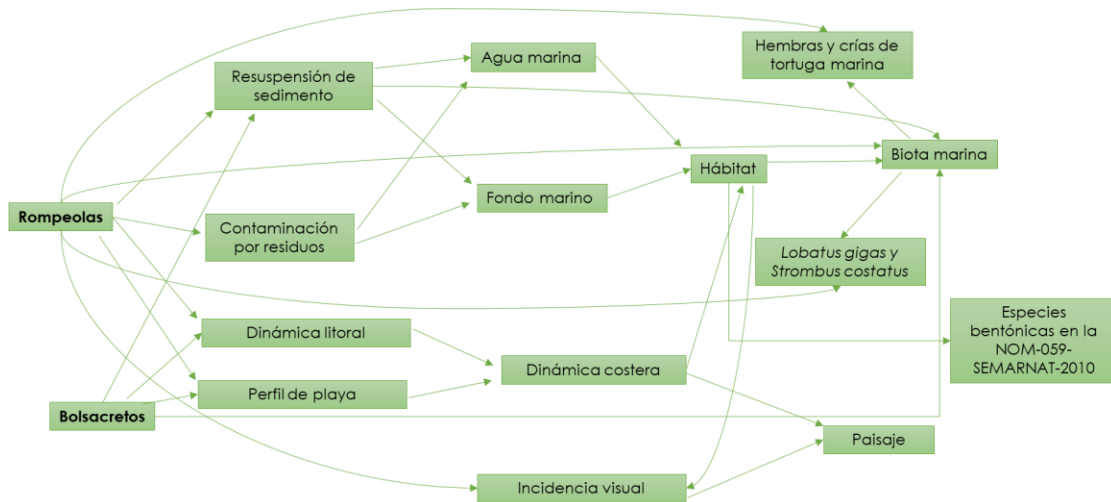 Hembras y crías de
tortuga marina
Agua marina
Resuspensión de
sedimento
Biota marina
Hábitat
Fondo marino
Rompeolas
Contaminación
por residuos
Lobatus gigas y
Strombus costatus
Especies
bentónicas en la
NOM-059-
SEMARNAT-2010
Dinámica litoral
Dinámica costera
Perfil de playa
Bolsacretos
Paisaje
Incidencia visual